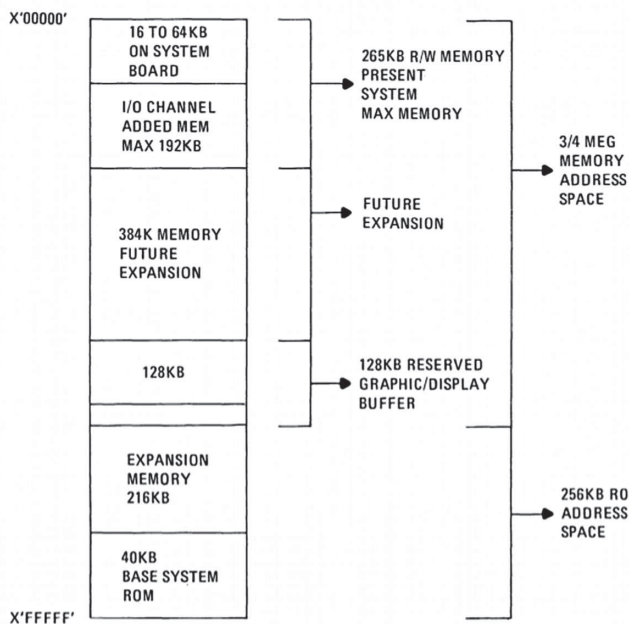 X'00000'
16 TO 64KB
ON SYSTEM
BOARD
I/O CHANNEL
ADDED MEM
MAX 192KB
384K MEMORY
FUTURE
EXPANSION
128KB
EXPANSION
MEMORY
216KB
40KB
BASE SYSTEM
ROM
X'FFFFF'
265KB R/W MEMORY
PRESENT
SYSTEM
MAX MEMORY
FUTURE
EXPANSION
128KB RESERVED
GRAPHIC/DISPLAY
BUFFER
3/4 MEG
MEMORY
ADDRESS
SPACE
256KB RO
ADDRESS
SPACE